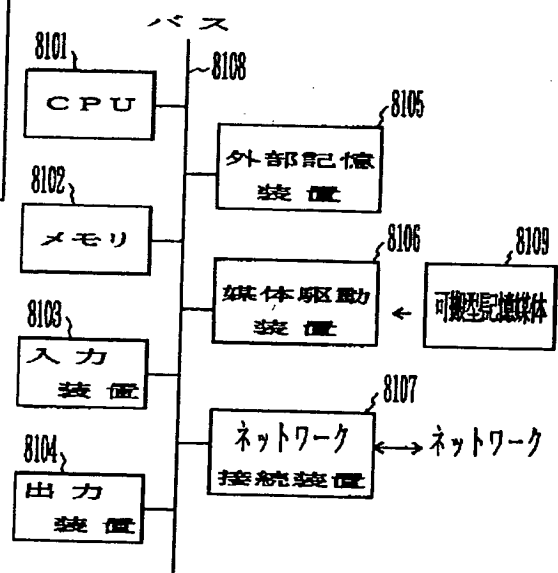 バス
8101
8108
CPU
8105
外部記憶
装置
8102
メモリ
8106
8109
媒体駆動
装置
可搬型記憶媒体
8103
入力
装置
8107
ネットワーク
接続装置
ネットワーク
8104
出力
装置